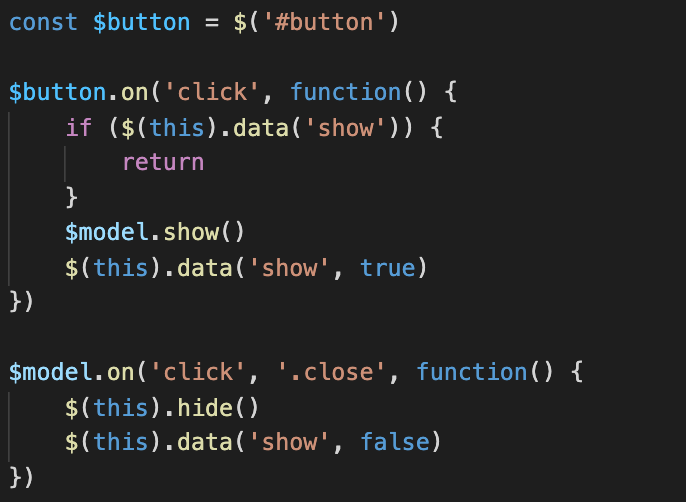 const $button = $('#button')
$button.on('click', function() {
    if ($(this).data('show')) {
        return
    }
    $model.show()
    $(this).data('show', true)
})
$model.on('click', '.close', function() {
    $(this).hide()
    $(this).data('show', false)
})